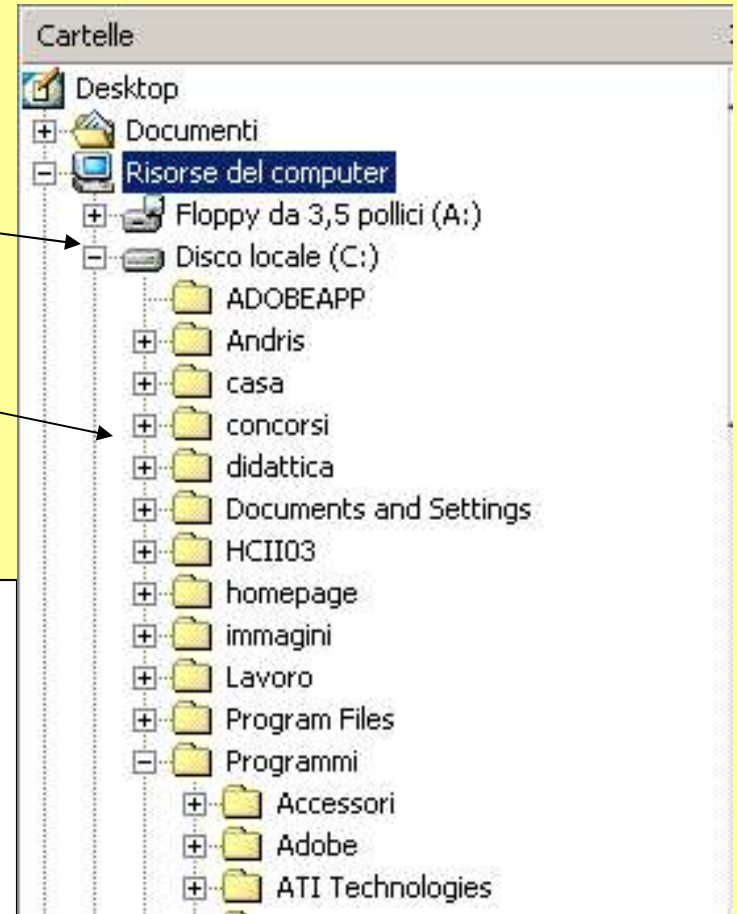 Cartelle
Desktop
Documenti
Risorse del computer
Floppy da 3,5 pollici (A:)
Disco locale (C:)
ADOBEAPP
Andris
casa
concorsi
didattica
Documents and Settings
HCII03
homepage
immagini
Lavoro
Program Files
Programmi
Accessori
Adobe
ATI Technologies